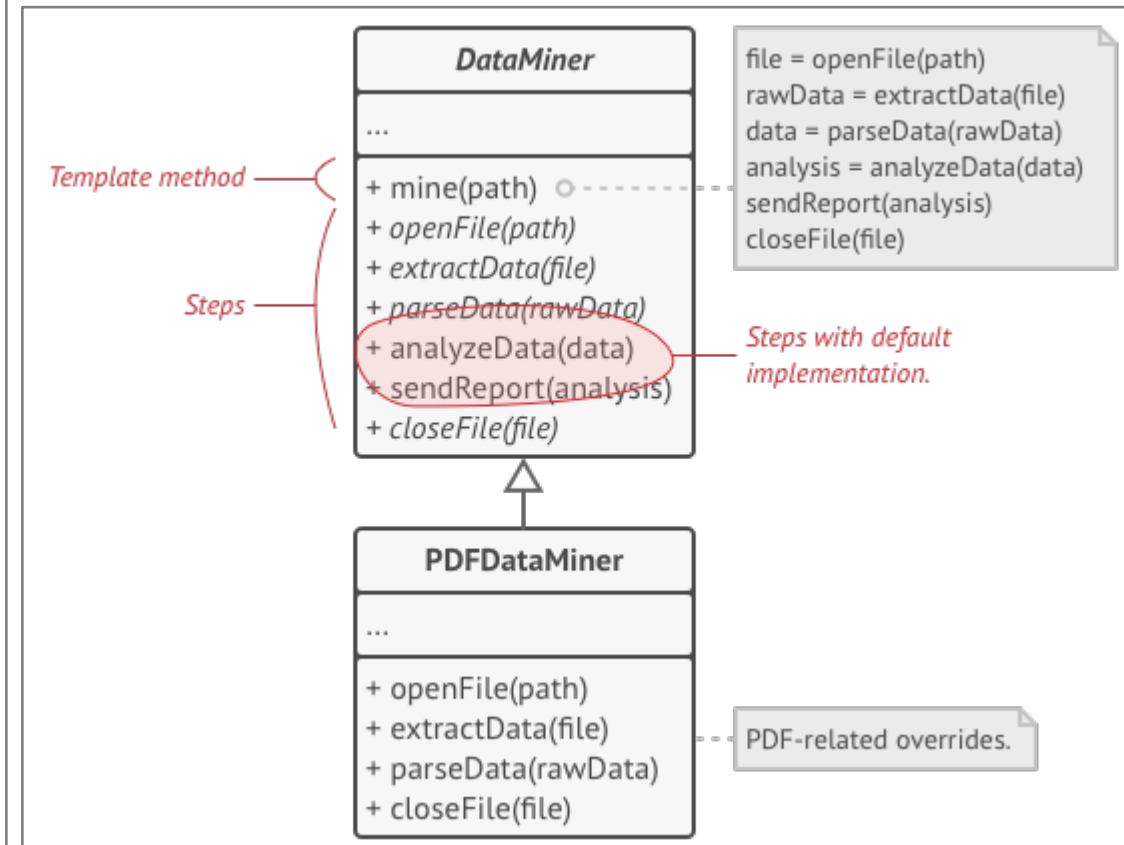 DataMiner
...
Template method
+ mine(path)
+ openFile(path)
+ extractData(file)
+ parseData(rawData)
+ analyzeData(data)
+ sendReport(analysis)
+ closeFile(file)
Steps
file = openFile(path)
rawData = extractData(file)
data = parseData(rawData)
analysis = analyzeData(data)
sendReport(analysis)
closeFile(file)
Steps with default
implementation.
PDFDataMiner
...
+ openFile(path)
+ extractData(file)
+ parseData(rawData)
+ closeFile(file)
PDF-related overrides.